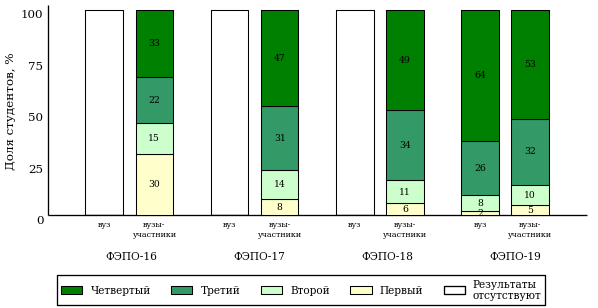 Доля студентов, %
100
75
50
25
0
33
22
15
30
47
31
14
8
49
34
11
6
64
26
8
2
53
32
10
5
вуз
вузы-
участники
вуз
вузы-
участники
вуз
вузы-
участники
вуз
вузы-
участники
ФЭПО-16
ФЭПО-17
ФЭПО-18
ФЭПО-19
Четвертый
Третий
Второй
Первый
Результаты
отсутствуют